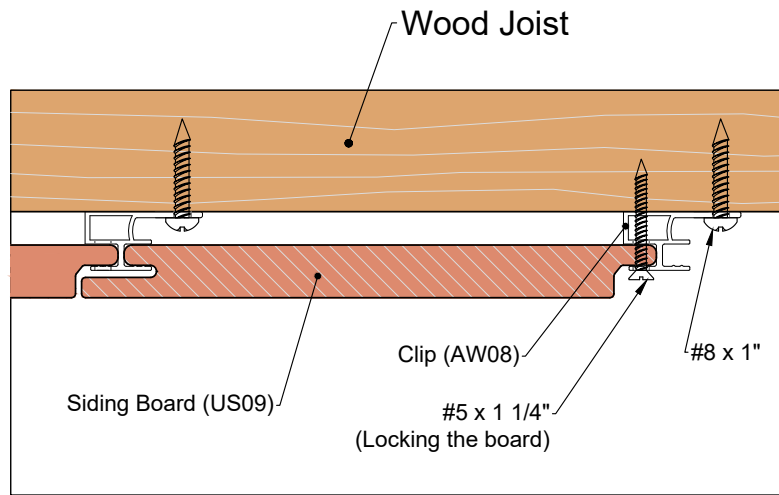 Wood Joist
Clip (AW08)
#8 x 1"
Siding Board (US09)
#5 x 1 1/4"
(Locking the board)